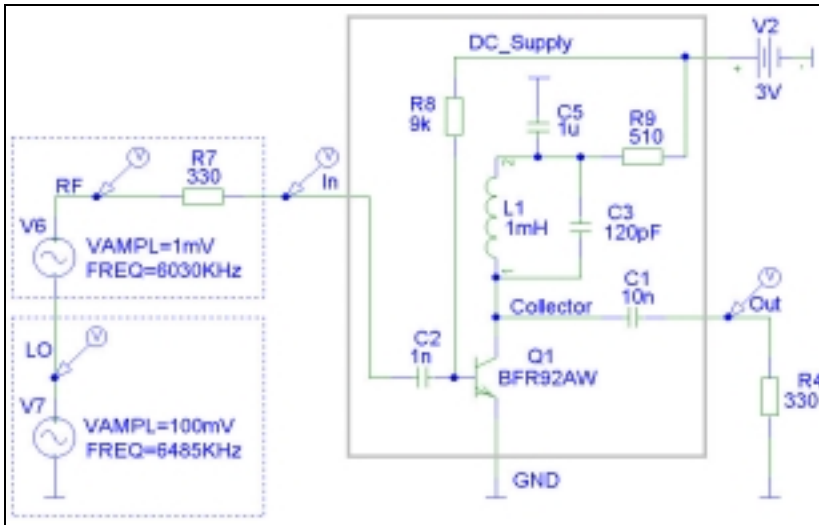 V2
DC_Supply
+
-
3V
R8
9k
C5
1u
R9
510
R7
330
V
V
In
RF
L1
1mH
C3
120pF
V6
VAMPL=1mV
FREQ=6030KHz
V
Collector
C1
10n
V
Out
LO
C2
1n
Q1
BFR92AW
R4
330
V7
VAMPL=100mV
FREQ=6485KHz
GND